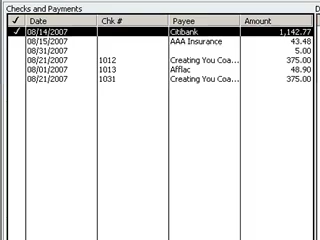 Checks and Payments D
✓ Date Chk # Payee Amount
✓ 08/14/2007 Citibank 1,142.77
08/15/2007 AAA Insurance 43.48
08/31/2007 5.00
08/21/2007 1012 Creating You Coa... 375.00
08/01/2007 1013 Afflac 48.90
08/21/2007 1031 Creating You Coa... 375.00